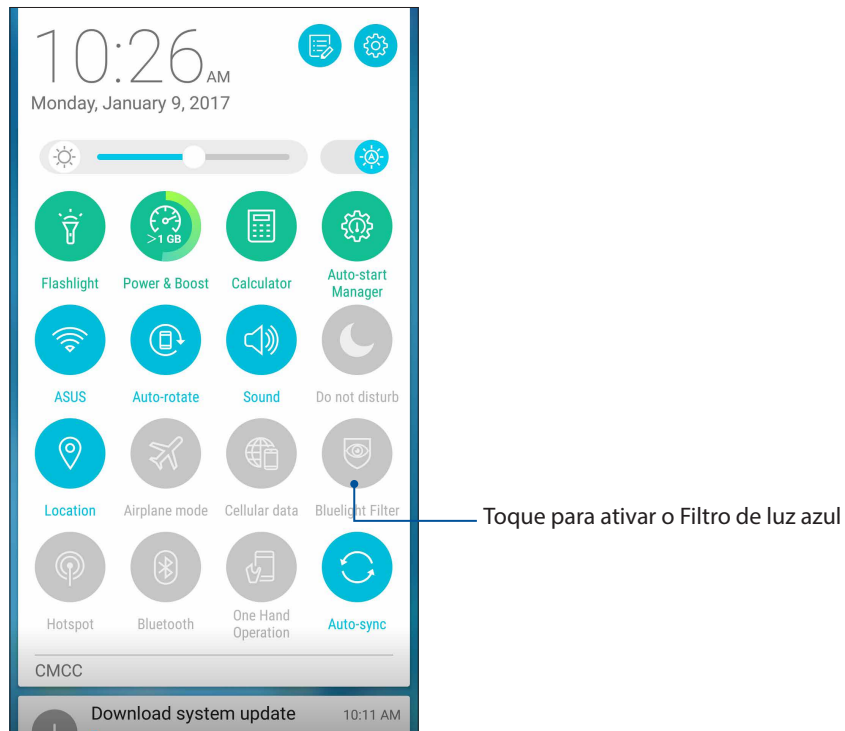 10:26 AM
Monday, January 9, 2017
A
>1 GB
Flashlight
Power & Boost
Calculator
Auto-start
Manager
ASUS
Auto-rotate
Sound
Do not disturb
Location
Airplane mode
Cellular data
Bluelight Filter
Toque para ativar o Filtro de luz azul
Hotspot
Bluetooth
One Hand
Operation
Auto-sync
CMCC
Download system update
10:11 AM